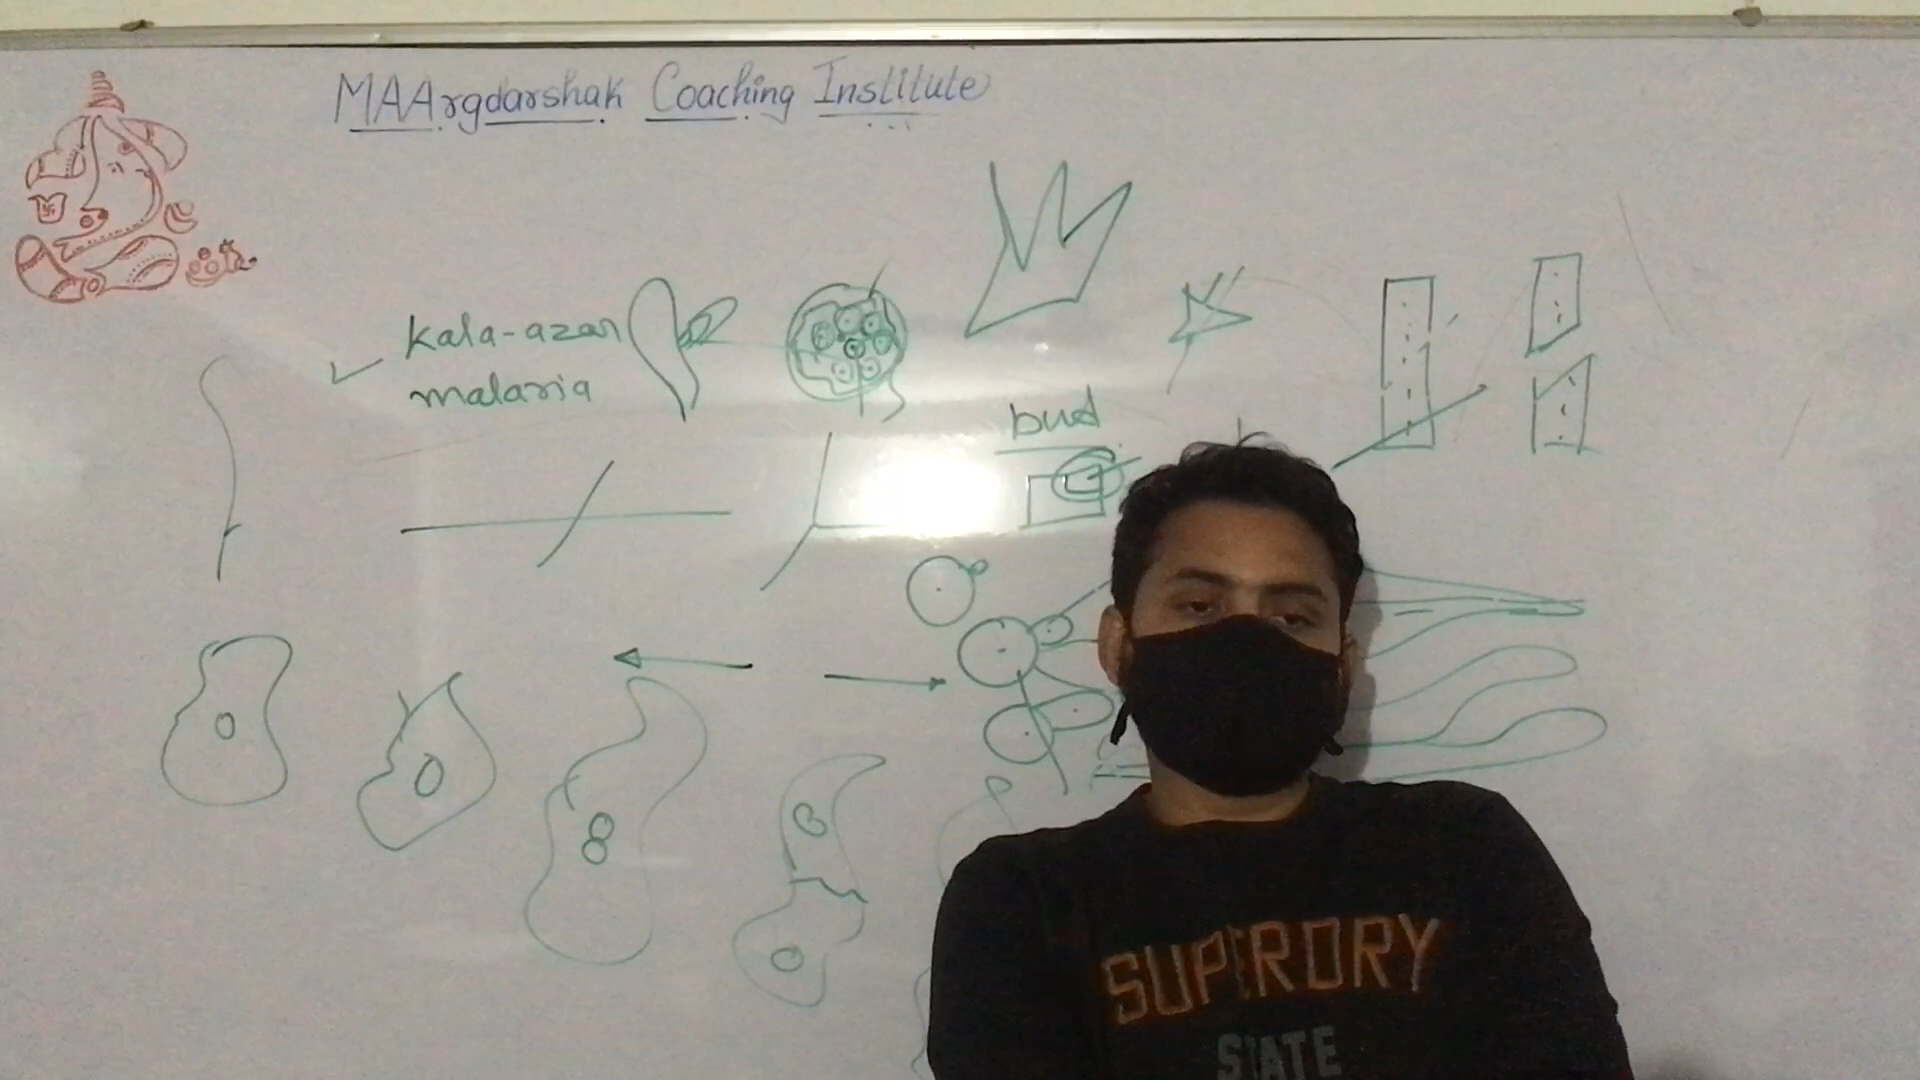 MAArgdarshak Coaching Institute
kala-azar
malaria
bud
SUPERDRY
STATE